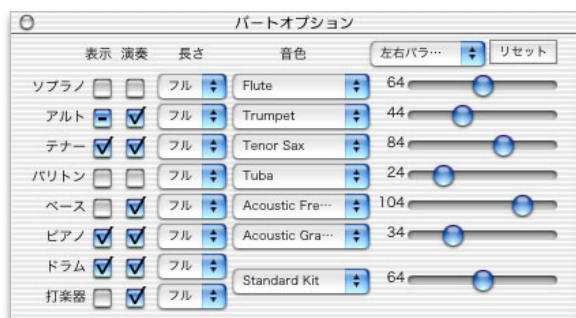 パートオプション
表示 演奏 長さ 音色 左右バラ… リセット
ソプラノ フル Flute 64
アルト フル Trumpet 44
テナー フル Tenor Sax 84
バリトン フル Tuba 24
ベース フル Acoustic Fre… 104
ピアノ フル Acoustic Gra… 34
ドラム フル
Standard Kit 64
打楽器 フル